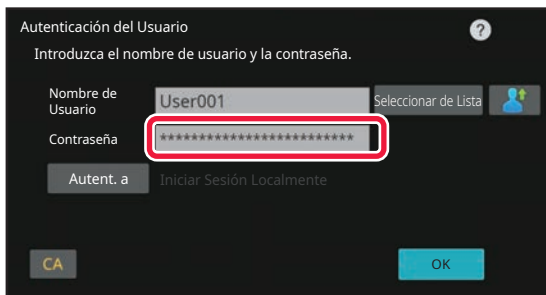 Autenticación del Usuario
?
Introduzca el nombre de usuario y la contraseña.
Nombre de
Usuario
User001
Seleccionar de Lista
Contraseña
*************************
Autent. a
Iniciar Sesión Localmente
CA
OK